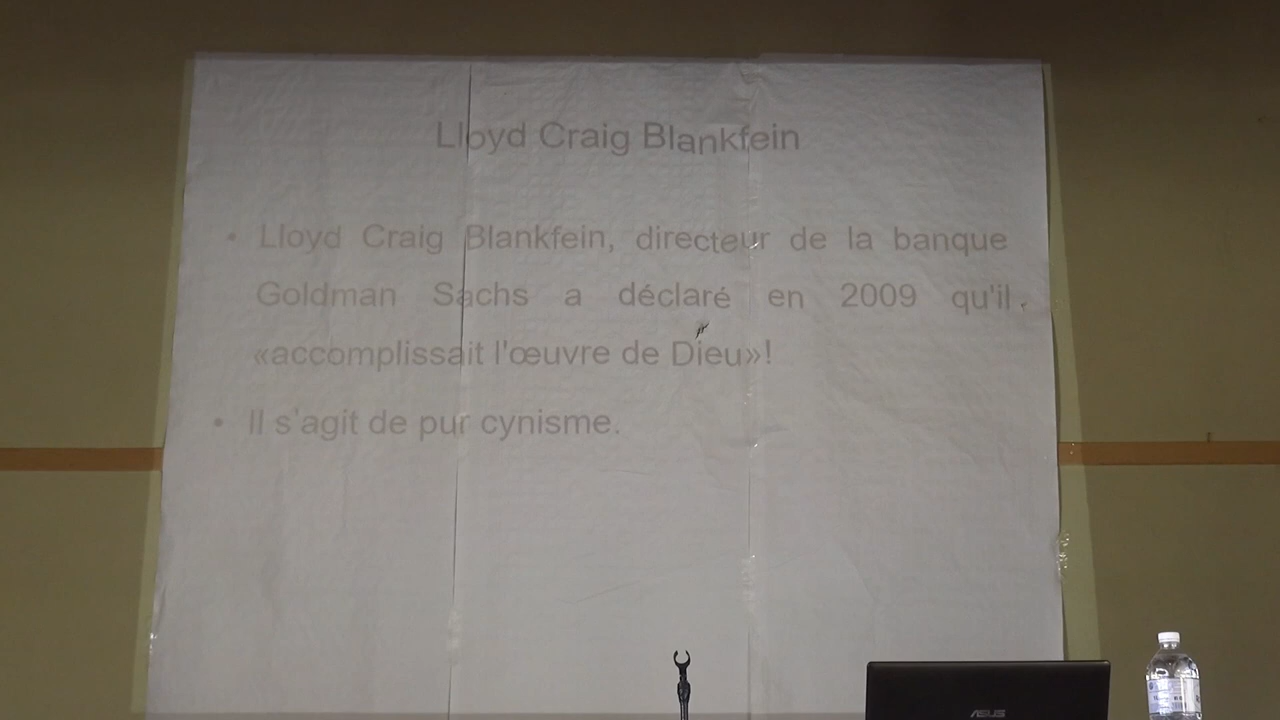 Lloyd Craig Blankfein
• Lloyd Craig Blankfein, directeur de la banque
Goldman Sachs a déclaré en 2009 qu'il
«accomplissait l'œuvre de Dieu»!
• Il s'agit de pur cynisme.
ASUS